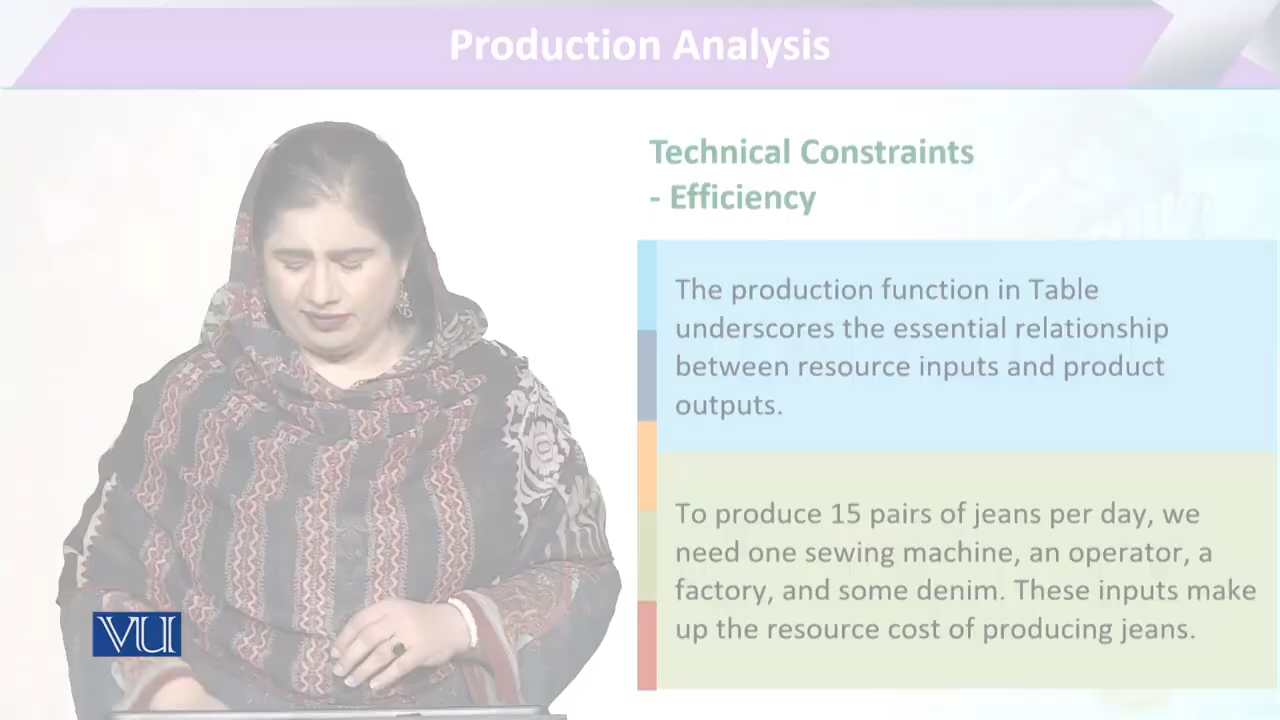 Production Analysis
Technical Constraints
- Efficiency
The production function in Table
underscores the essential relationship
between resource inputs and product
outputs.
To produce 15 pairs of jeans per day, we
need one sewing machine, an operator, a
factory, and some denim. These inputs make
up the resource cost of producing jeans.
VU